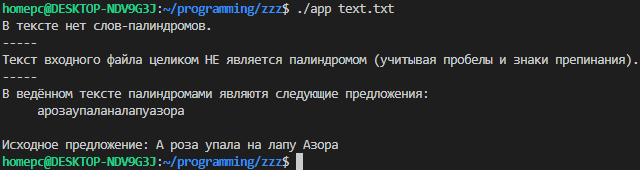 homepc@DESKTOP-NDV9G3J:~/programming/zzz$ ./app text.txt
В тексте нет слов-палиндромов.
-----
Текст входного файла целиком НЕ является палиндромом (учитывая пробелы и знаки препинания).
-----
В ведённом тексте палиндромами являютя следующие предложения:
арозаупаланалапуазора
Исходное предложение: А роза упала на лапу Азора
homepc@DESKTOP-NDV9G3J:~/programming/zzz$